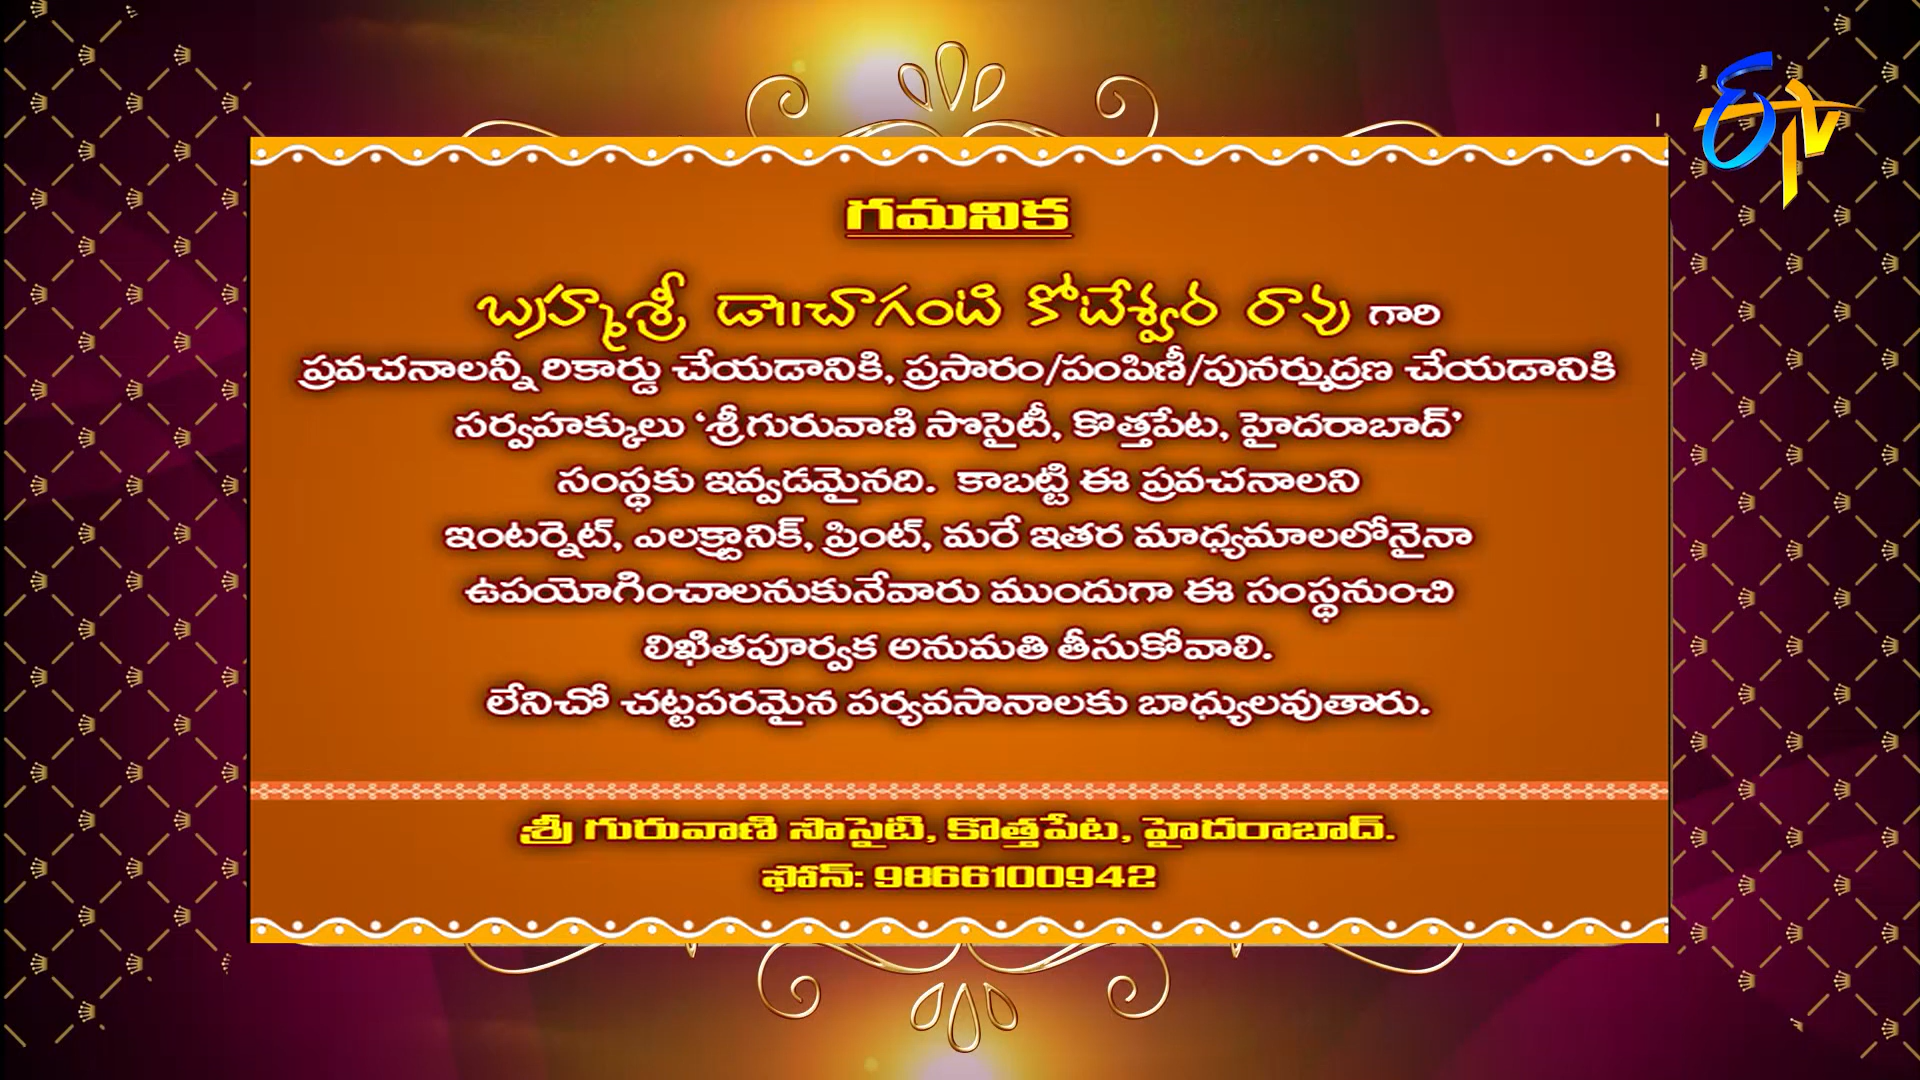 ఈTV
గమనిక
బ్రహ్మశ్రీ డా||చాగంటి కోటేశ్వర రావు గారి
ప్రవచనాలన్నీ రికార్డు చేయడానికి, ప్రసారం/పంపిణీ/పునర్ముద్రణ చేయడానికి
సర్వహక్కులు ‘శ్రీగురువాణి సొసైటీ, కొత్తపేట, హైదరాబాద్’
సంస్థకు ఇవ్వడమైనది. కాబట్టి ఈ ప్రవచనాలని
ఇంటర్నెట్, ఎలక్ట్రానిక్, ప్రింట్, మరే ఇతర మాధ్యమాలలోనైనా
ఉపయోగించాలనుకునేవారు ముందుగా ఈ సంస్థనుంచి
లిఖితపూర్వక అనుమతి తీసుకోవాలి.
లేనిచో చట్టపరమైన పర్యవసానాలకు బాధ్యులవుతారు.
శ్రీ గురువాణి సొసైటి, కొత్తపేట, హైదరాబాద్.
ఫోన్: 9866100942